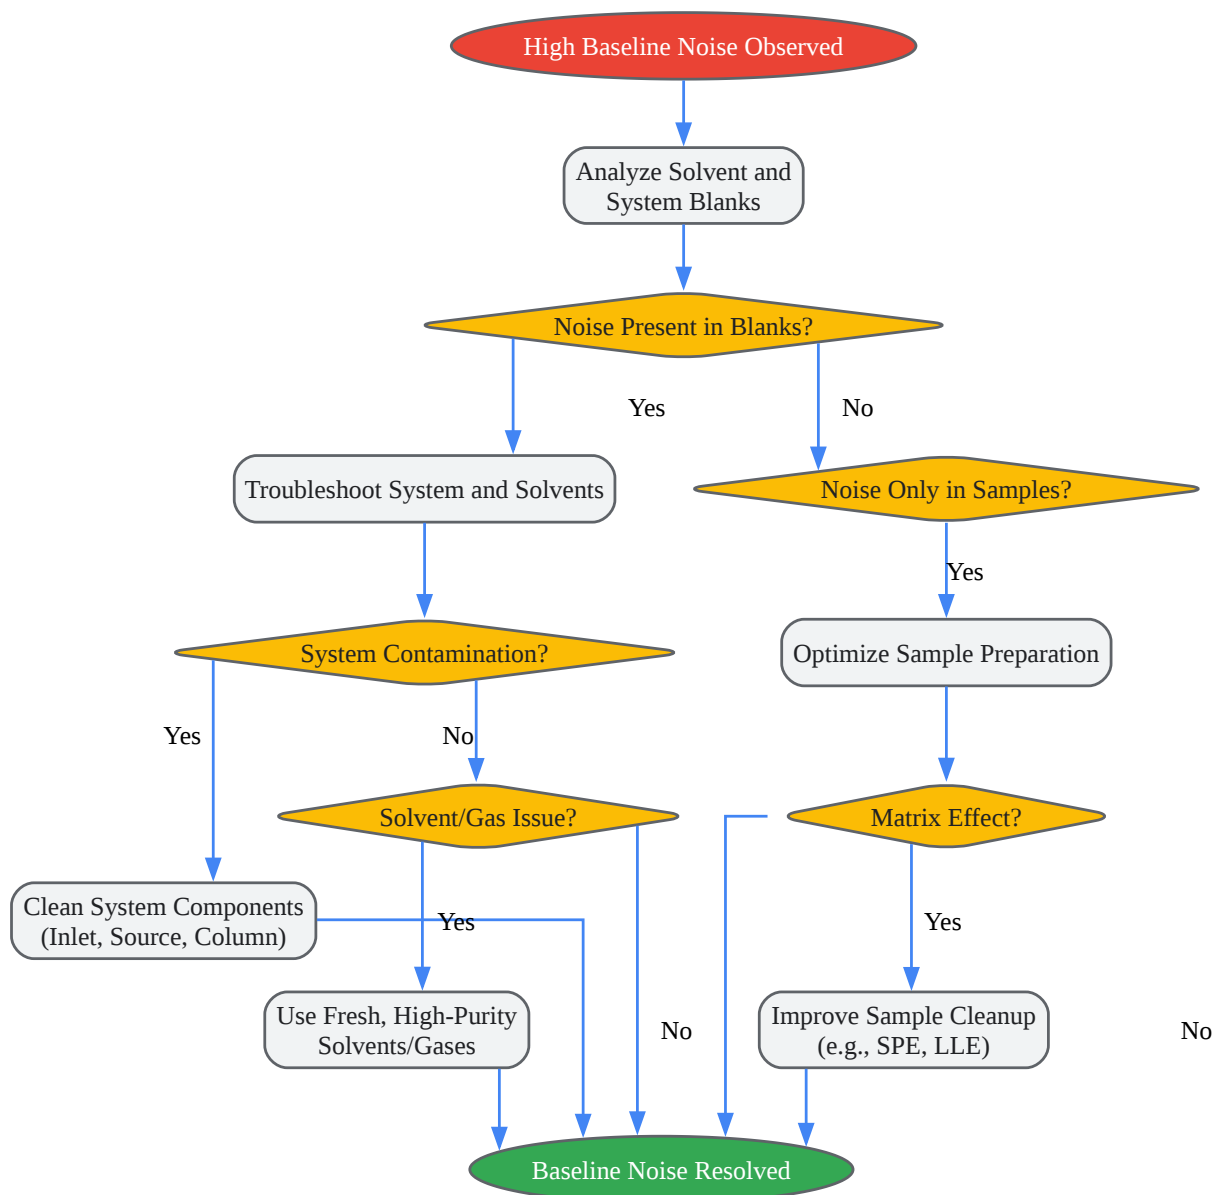 High Baseline Noise Observed
Analyze Solvent and
System Blanks
Noise Present in Blanks?
Yes
No
Troubleshoot System and Solvents
Noise Only in Samples?
Yes
System Contamination?
Optimize Sample Preparation
Yes
No
Solvent/Gas Issue?
Matrix Effect?
Clean System Components
(Inlet, Source, Column)
Yes
Yes
Use Fresh, High-Purity
Solvents/Gases
No
Improve Sample Cleanup
(e.g., SPE, LLE)
No
Baseline Noise Resolved